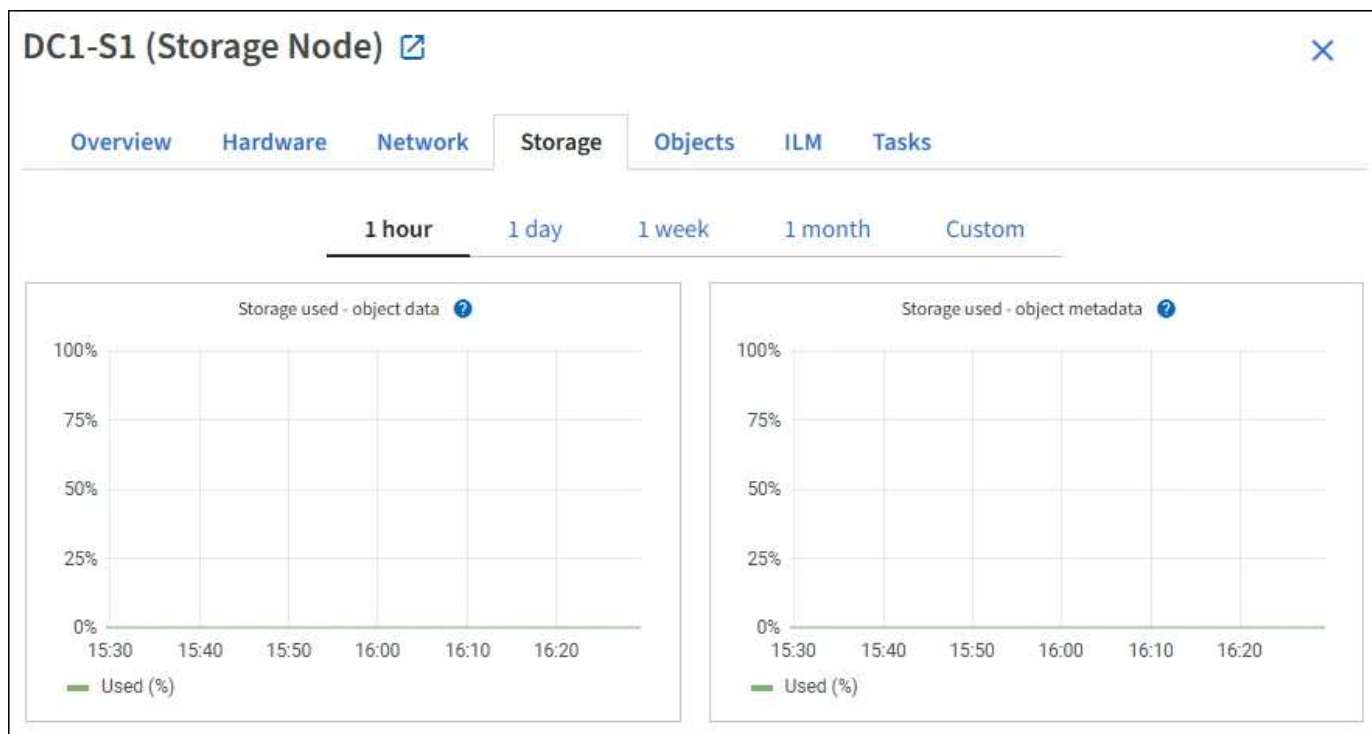 DC1-S1 (Storage Node)
Overview Hardware Network Storage Objects ILM Tasks
1 hour 1 day 1 week 1 month Custom
Storage used - object data ?
100%
75%
50%
25%
0%
15:30 15:40 15:50 16:00 16:10 16:20
Used (%)
Storage used - object metadata ?
100%
75%
50%
25%
0%
15:30 15:40 15:50 16:00 16:10 16:20
Used (%)